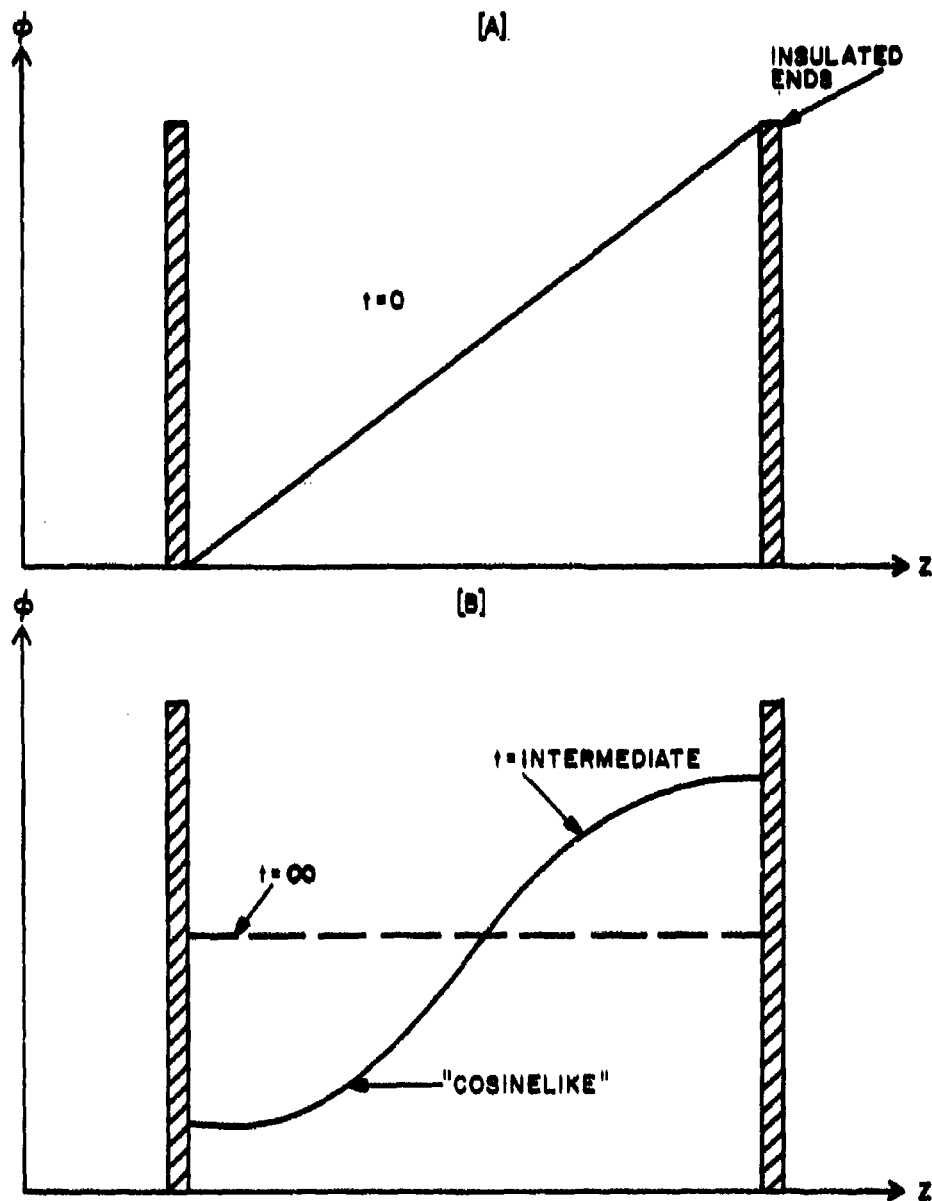 [A]
ϕ
INSULATED
ENDS
t=0
Z
[B]
ϕ
t=INTERMEDIATE
t=∞
"COSINELIKE"
Z